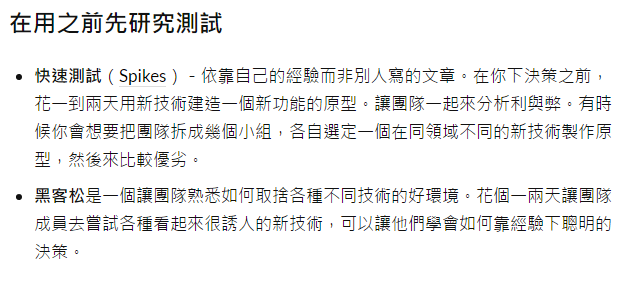 在用之前先研究測試
快速測試（Spikes） - 依靠自己的經驗而非別人寫的文章。在你下決策之前，
花一到兩天用新技術建造一個新功能的原型。讓團隊一起來分析利與弊。有時
候你會想要把團隊拆成幾個小組，各自選定一個在同領域不同的新技術製作原
型，然後來比較優劣。
黑客松是一個讓團隊熟悉如何取捨各種不同技術的好環境。花個一兩天讓團隊
成員去嘗試各種看起來很誘人的新技術，可以讓他們學會如何靠經驗下聰明的
決策。